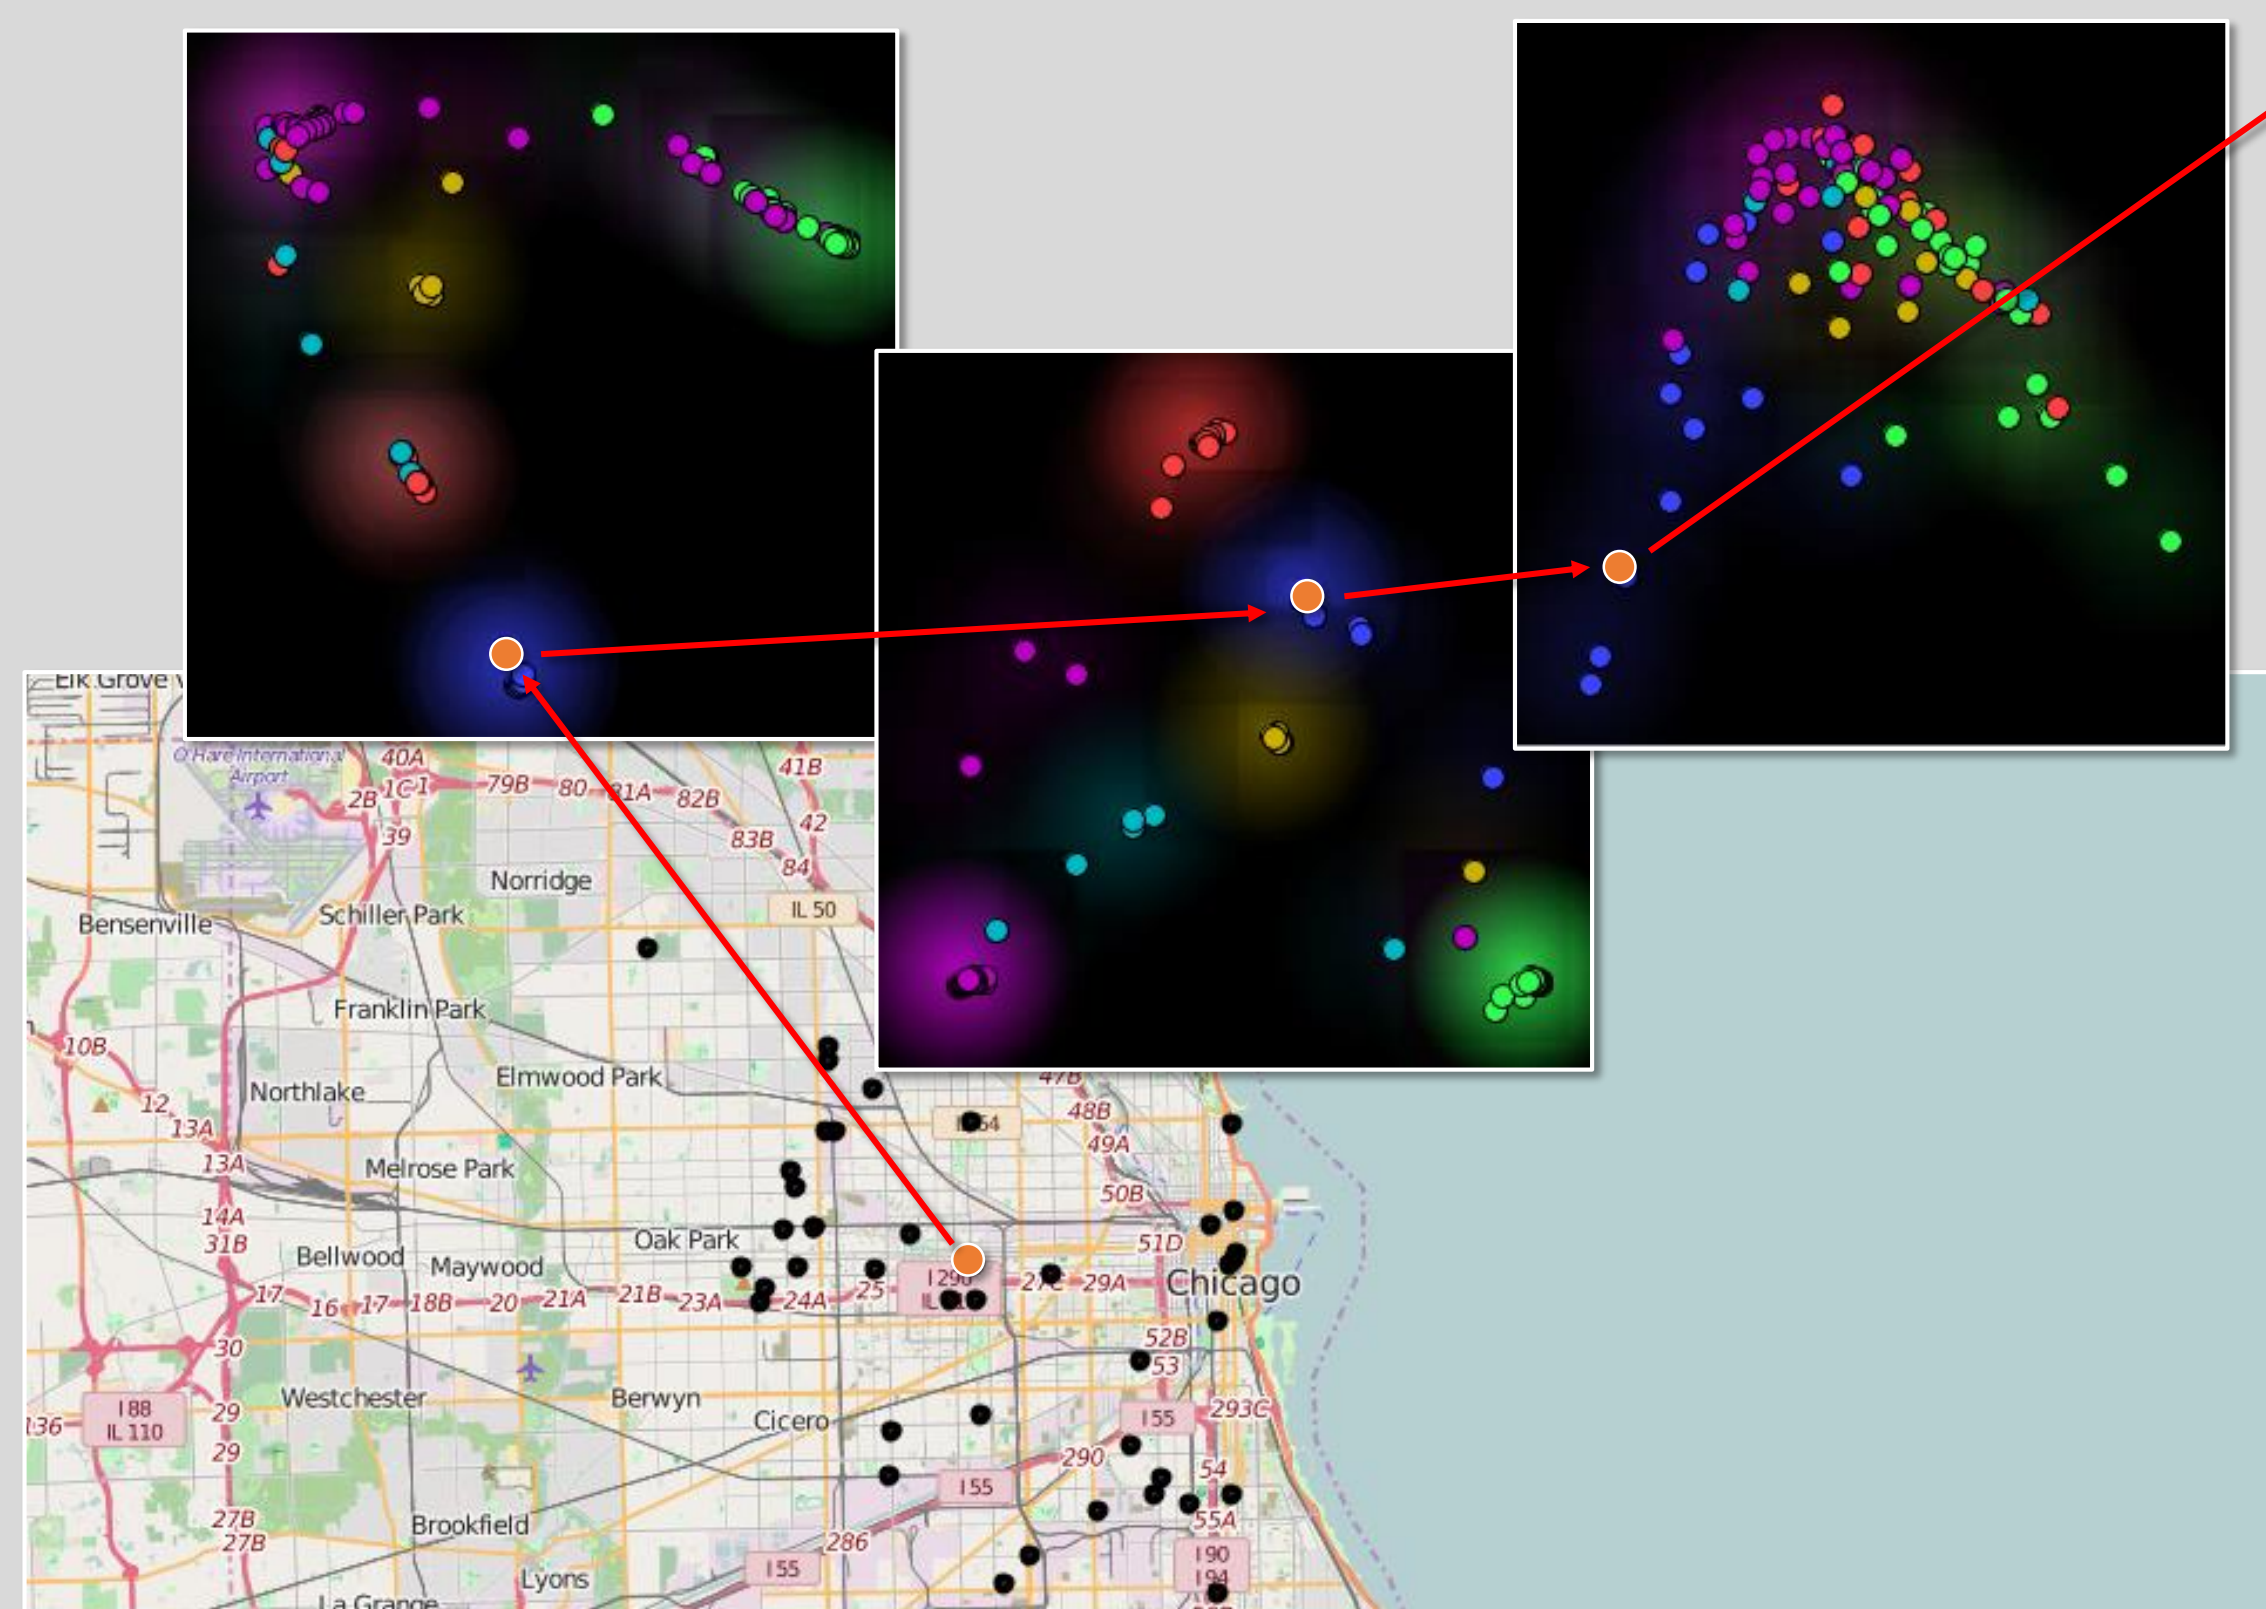 Elk Grove V
O'Hare International
Airport
40A
41B
2B
1C
1
79B
80
81A
82B
39
83B
42
84
Norridge
IL 50
Bensenville
Schiller Park
Franklin Park
10B
Northlake
Elmwood Park
47B
12
48B
13A
64
49A
13A
Melrose Park
50B
14A
31B
Oak Park
51D
Bellwood
Maywood
I 290
27C
29A
Chicago
17
16
17
18B
20
21A
21B
23A
24A
25
30
52B
53
Westchester
Berwyn
I 88
IL 110
136
29
Cicero
I 55
293C
29
290
54
I 55
27B
Brookfield
55A
27B
286
I 90
I 94
I 55
Lyons
La Grange